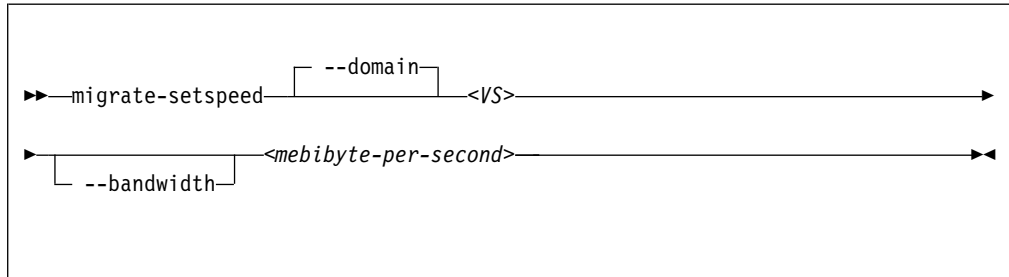 --domain
migrate-setspeed <VS>
<mebibyte-per-second>
--bandwidth